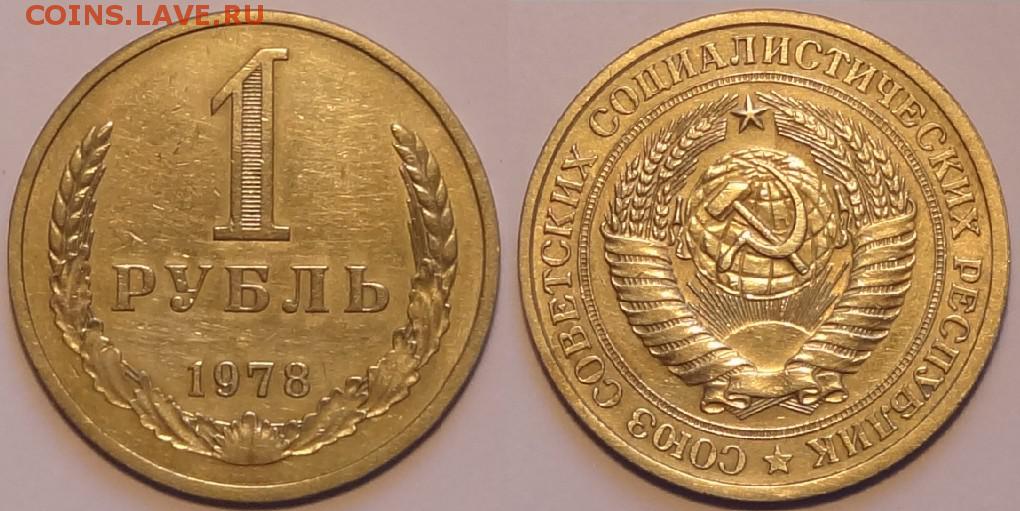 COINS.LAVE.RU
1
РУБЛЬ
1978
СОЮЗ СОВЕТСКИХ СОЦИАЛИСТИЧЕСКИХ РЕСПУБЛИК